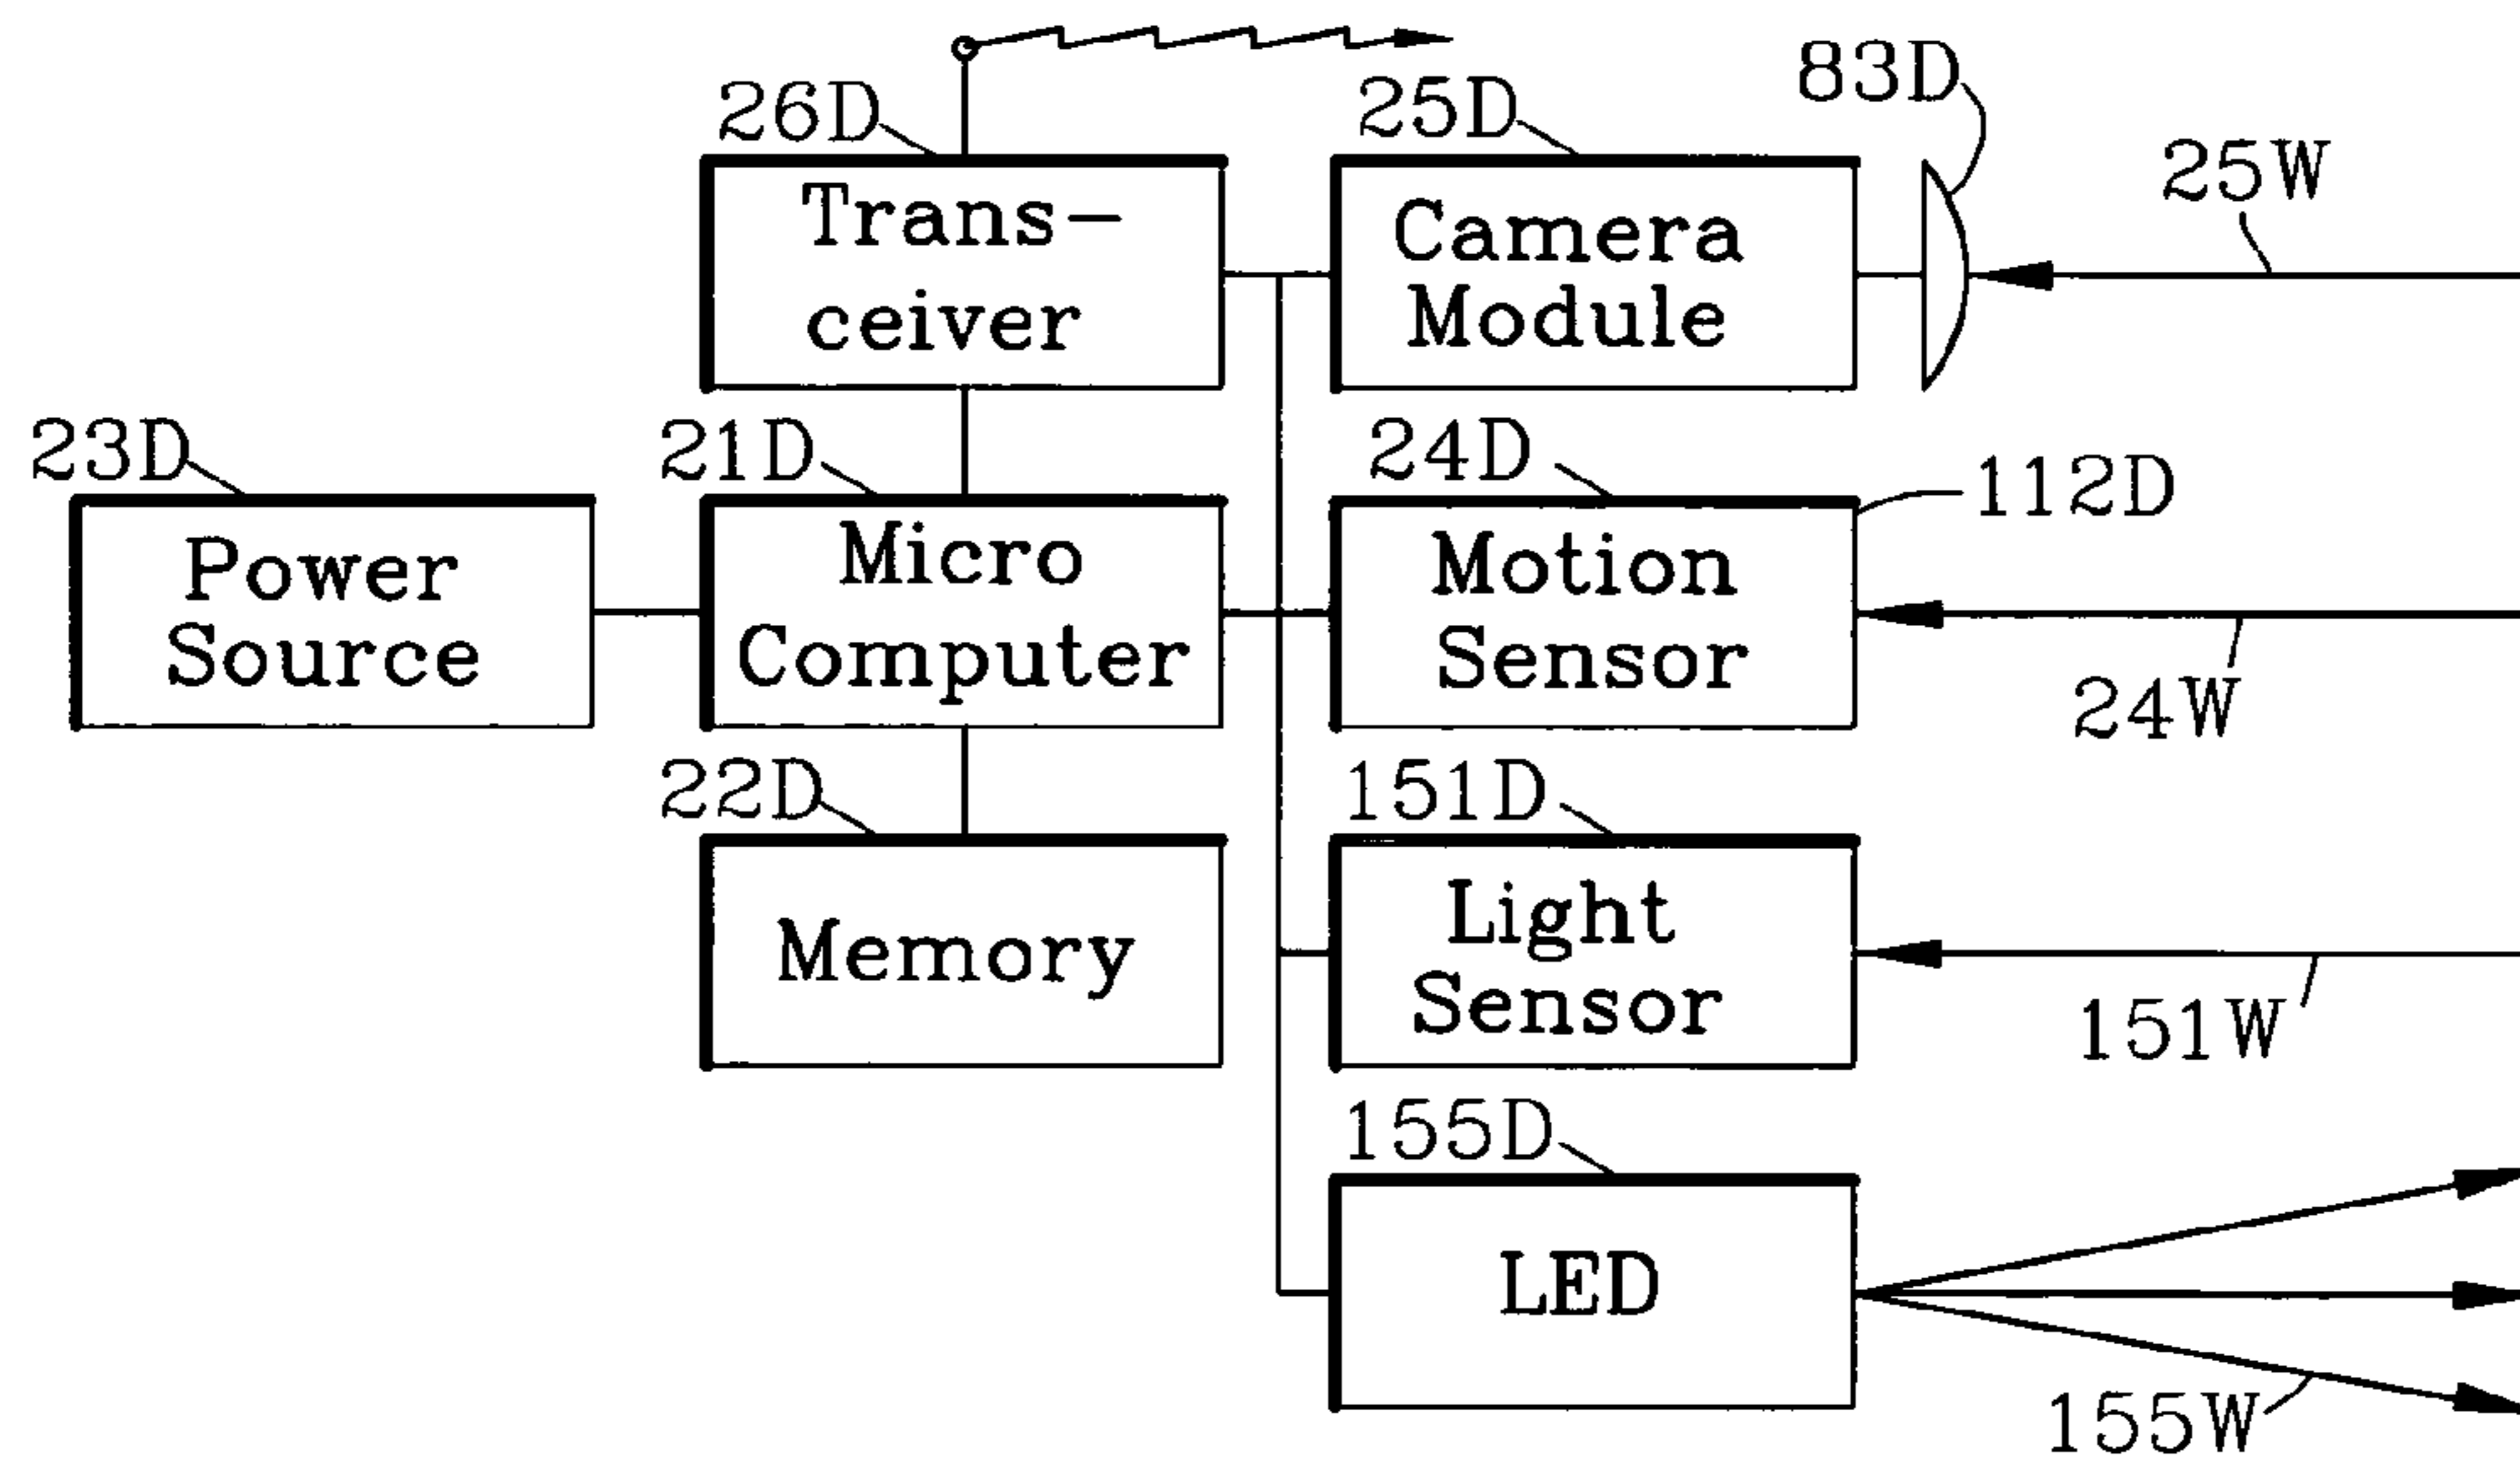 26D
25D
83D
25W
Trans-
ceiver
Camera
Module
23D
21D
24D
112D
Power
Source
Micro
Computer
Motion
Sensor
24W
22D
151D
Memory
Light
Sensor
151W
155D
LED
155W